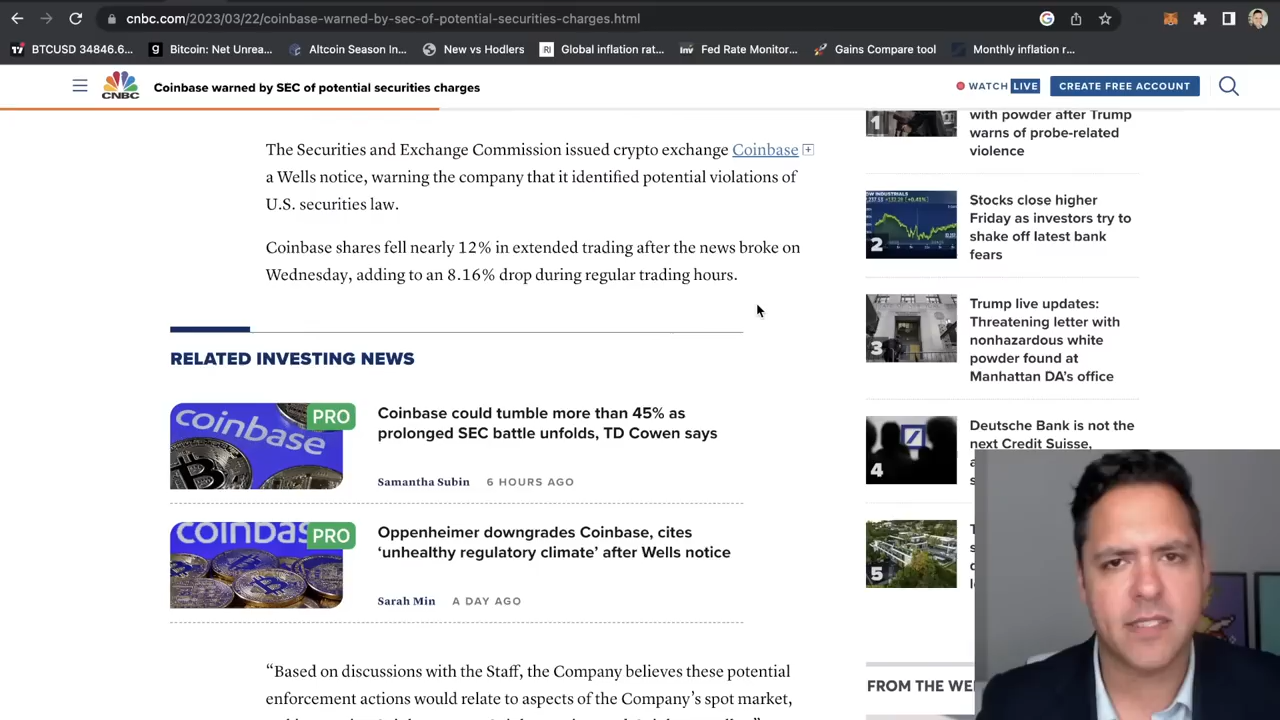 cnbc.com/2023/03/22/coinbase-warned-by-sec-of-potential-securities-charges.html
BTCUSD 34846.6... Bitcoin: Net Unrea... Altcoin Season In... New vs Hodlers Global inflation rat... Fed Rate Monitor... Gains Compare tool Monthly inflation r...
CNBC Coinbase warned by SEC of potential securities charges WATCH LIVE CREATE FREE ACCOUNT
The Securities and Exchange Commission issued crypto exchange Coinbase
a Wells notice, warning the company that it identified potential violations of
U.S. securities law.
Coinbase shares fell nearly 12% in extended trading after the news broke on
Wednesday, adding to an 8.16% drop during regular trading hours.
RELATED INVESTING NEWS
coinbase PRO
Coinbase could tumble more than 45% as
prolonged SEC battle unfolds, TD Cowen says
Samantha Subin 6 HOURS AGO
coinbas PRO
Oppenheimer downgrades Coinbase, cites
‘unhealthy regulatory climate’ after Wells notice
Sarah Min A DAY AGO
“Based on discussions with the Staff, the Company believes these potential
enforcement actions would relate to aspects of the Company’s spot market,
1
with powder after Trump
warns of probe-related
violence
2
Stocks close higher
Friday as investors try to
shake off latest bank
fears
3
Trump live updates:
Threatening letter with
nonhazardous white
powder found at
Manhattan DA’s office
4
Deutsche Bank is not the
next Credit Suisse,
5
FROM THE WE